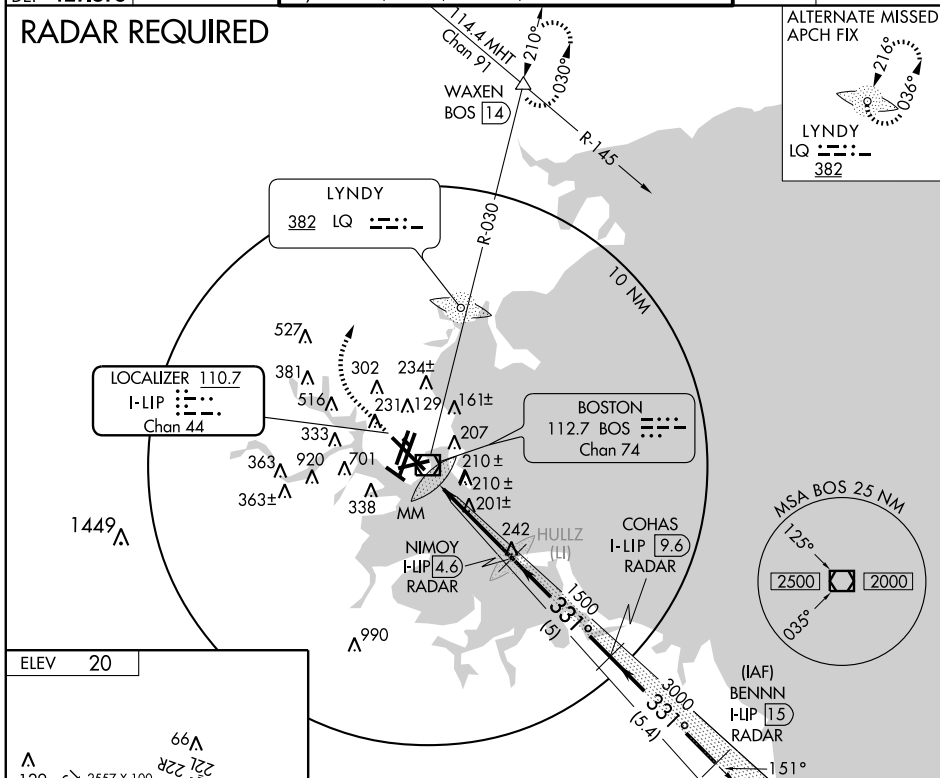 RADAR REQUIRED
114.4 MHT
Chan 91
210°
030°
WAXEN
BOS 14
R-145
R-030
ALTERNATE MISSED
APCH FIX
216°
036°
LYNDY
LQ
382
LYNDY
382 LQ
10 NM
527
381
302
234±
516
231
129
161±
333
207
363
920
701
210±
210±
363±
338
201±
1449
MM
242
990
LOCALIZER 110.7
I-LIP
Chan 44
BOSTON
112.7 BOS
Chan 74
HULLZ
(LI)
NIMOY
I-LIP 4.6
RADAR
COHAS
I-LIP 9.6
RADAR
1500
331°
(5)
3000
331°
(5.4)
(IAF)
BENNN
I-LIP 15
RADAR
151°
MSA BOS 25 NM
125°
2500
2000
035°
ELEV 20
66
22R
22L